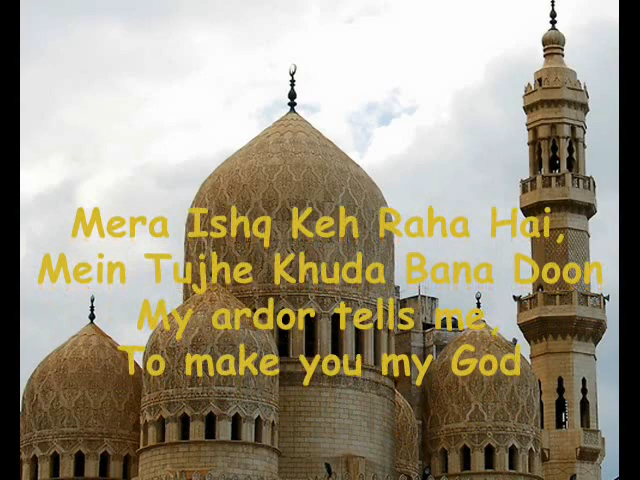 Mera Ishq Keh Raha Hai,
Mein Tujhe Khuda Bana Doon
My ardor tells me,
To make you my God